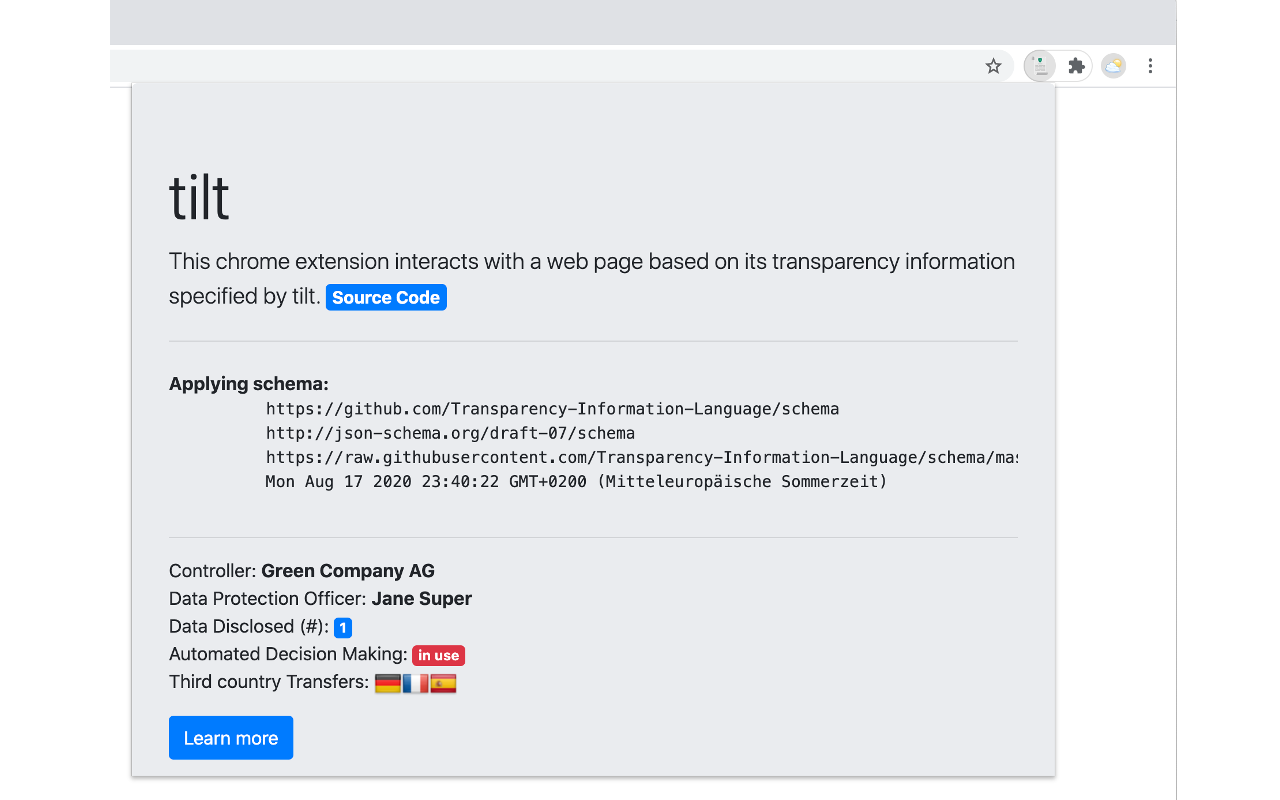 tilt
This chrome extension interacts with a web page based on its transparency information
specified by tilt. Source Code
Applying schema:
https://github.com/Transparency-Information-Language/schema
http://json-schema.org/draft-07/schema
https://raw.githubusercontent.com/Transparency-Information-Language/schema/mas
Mon Aug 17 2020 23:40:22 GMT+0200 (Mitteleuropäische Sommerzeit)
Controller: Green Company AG
Data Protection Officer: Jane Super
Data Disclosed (#): 1
Automated Decision Making: in use
Third country Transfers:
Learn more